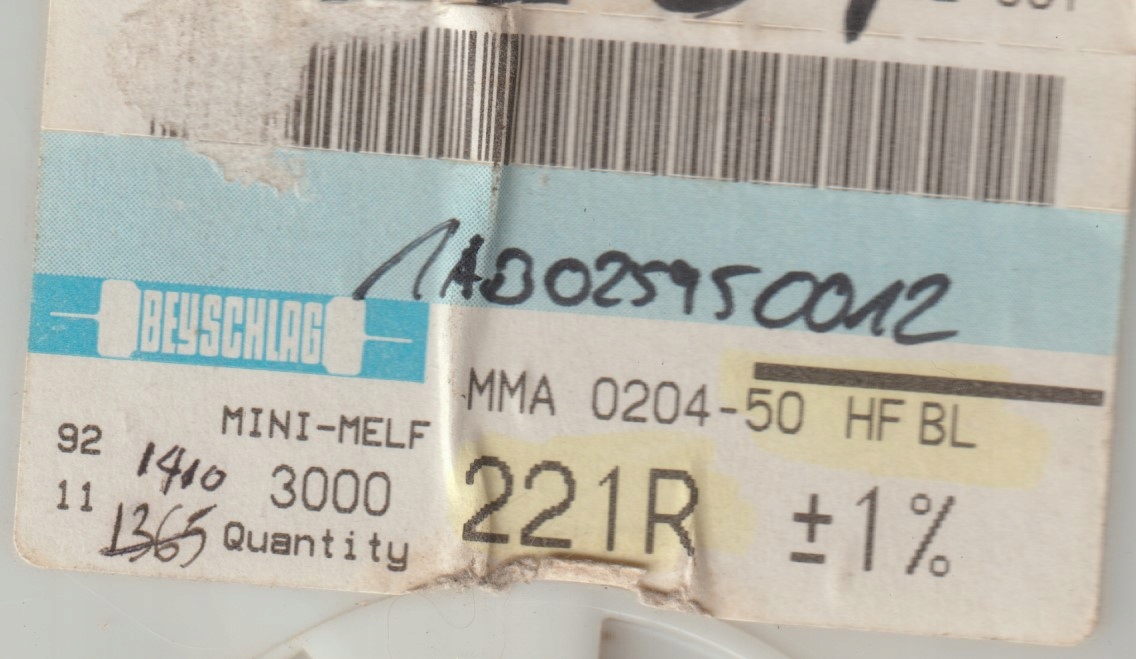 1AB025950012
BEYSCHLAG
MMA 0204-50 HF BL
MINI-MELF
92
1410
3000
221R
±1%
11
1365
Quantity